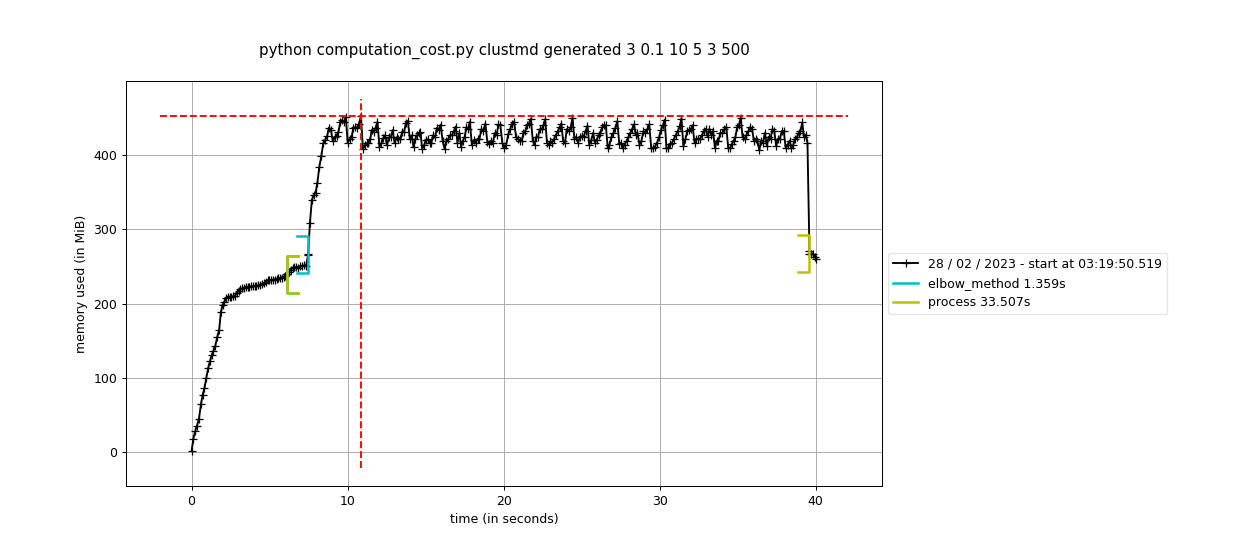 python computation_cost.py clustmd generated 3 0.1 10 5 3 500
memory used (in MiB)
400
300
200
100
0
0 10 20 30 40
time (in seconds)
28 / 02 / 2023 - start at 03:19:50.519
elbow_method 1.359s
process 33.507s